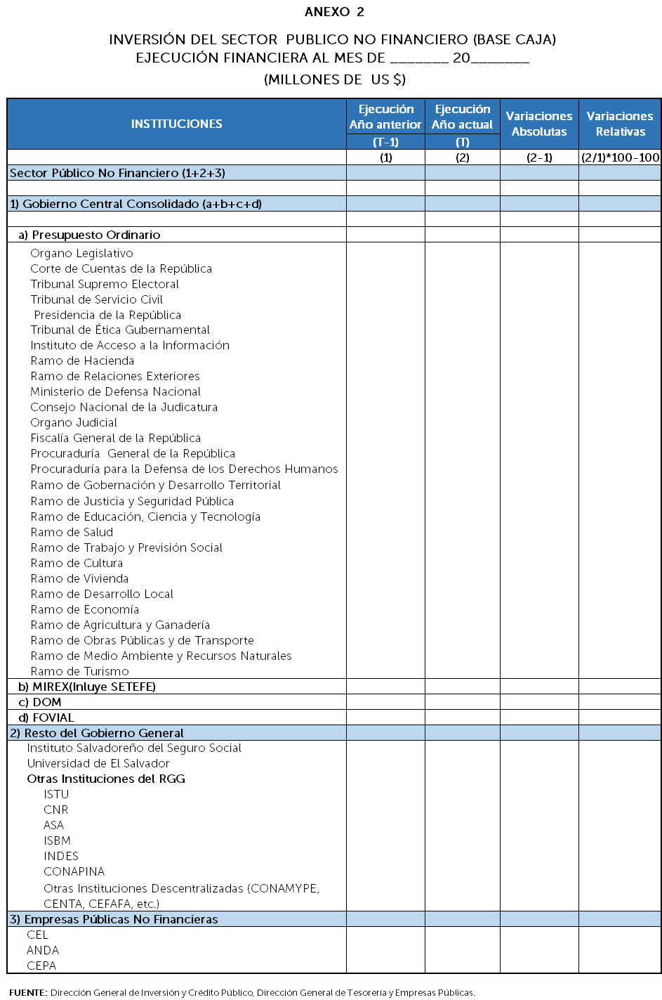 ANEXO 2
INVERSIÓN DEL SECTOR PUBLICO NO FINANCIERO (BASE CAJA)
EJECUCIÓN FINANCIERA AL MES DE _______ 20_______
(MILLONES DE US $)
INSTITUCIONES
Ejecución Año anterior
Ejecución Año actual
Variaciones Absolutas
Variaciones Relativas
(T-1)
(T)
(1)
(2)
(2-1)
(2/1)*100-100
Sector Público No Financiero (1+2+3)
1) Gobierno Central Consolidado (a+b+c+d)
a) Presupuesto Ordinario
Organo Legislativo
Corte de Cuentas de la República
Tribunal Supremo Electoral
Tribunal de Servicio Civil
Presidencia de la República
Tribunal de Ética Gubernamental
Instituto de Acceso a la Información
Ramo de Hacienda
Ramo de Relaciones Exteriores
Ministerio de Defensa Nacional
Consejo Nacional de la Judicatura
Organo Judicial
Fiscalía General de la República
Procuraduría General de la República
Procuraduría para la Defensa de los Derechos Humanos
Ramo de Gobernación y Desarrollo Territorial
Ramo de Justicia y Seguridad Pública
Ramo de Educación, Ciencia y Tecnología
Ramo de Salud
Ramo de Trabajo y Previsión Social
Ramo de Cultura
Ramo de Vivienda
Ramo de Desarrollo Local
Ramo de Economía
Ramo de Agricultura y Ganadería
Ramo de Obras Públicas y de Transporte
Ramo de Medio Ambiente y Recursos Naturales
Ramo de Turismo
b) MIREX(Inluye SETEFE)
c) DOM
d) FOVIAL
2) Resto del Gobierno General
Instituto Salvadoreño del Seguro Social
Universidad de El Salvador
Otras Instituciones del RGG
ISTU
CNR
ASA
ISBM
INDES
CONAPINA
Otras Instituciones Descentralizadas (CONAMYPE,
CENTA, CEFAFA, etc.)
3) Empresas Públicas No Financieras
CEL
ANDA
CEPA
FUENTE: Dirección General de Inversión y Crédito Público, Dirección General de Tesorería y Empresas Públicas.